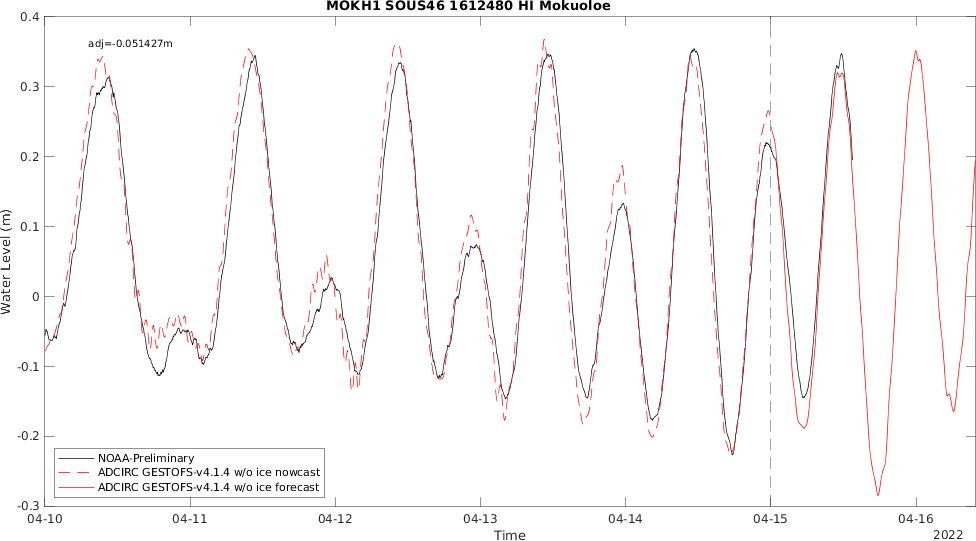 MOKH1 SOUS46 1612480 HI Mokuoloe
adj=-0.051427m
0.4
0.3
0.2
0.1
0
-0.1
-0.2
-0.3
Water Level (m)
NOAA-Preliminary
ADCIRC GESTOFS-v4.1.4 w/o ice nowcast
ADCIRC GESTOFS-v4.1.4 w/o ice forecast
04-10 04-11 04-12 04-13 04-14 04-15 04-16
Time
2022